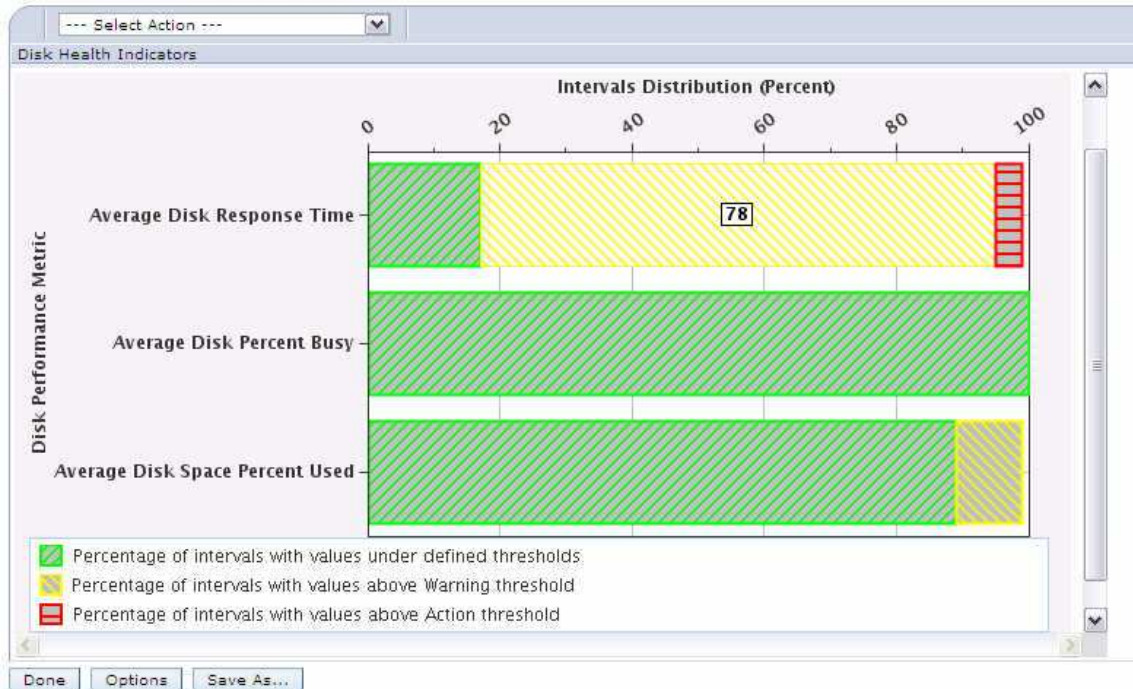 --- Select Action ---
Disk Health Indicators
Intervals Distribution (Percent)
0 20 40 60 80 100
Disk Performance Metric
Average Disk Response Time
78
Average Disk Percent Busy
Average Disk Space Percent Used
Percentage of intervals with values under defined thresholds
Percentage of intervals with values above Warning threshold
Percentage of intervals with values above Action threshold
Done Options Save As...